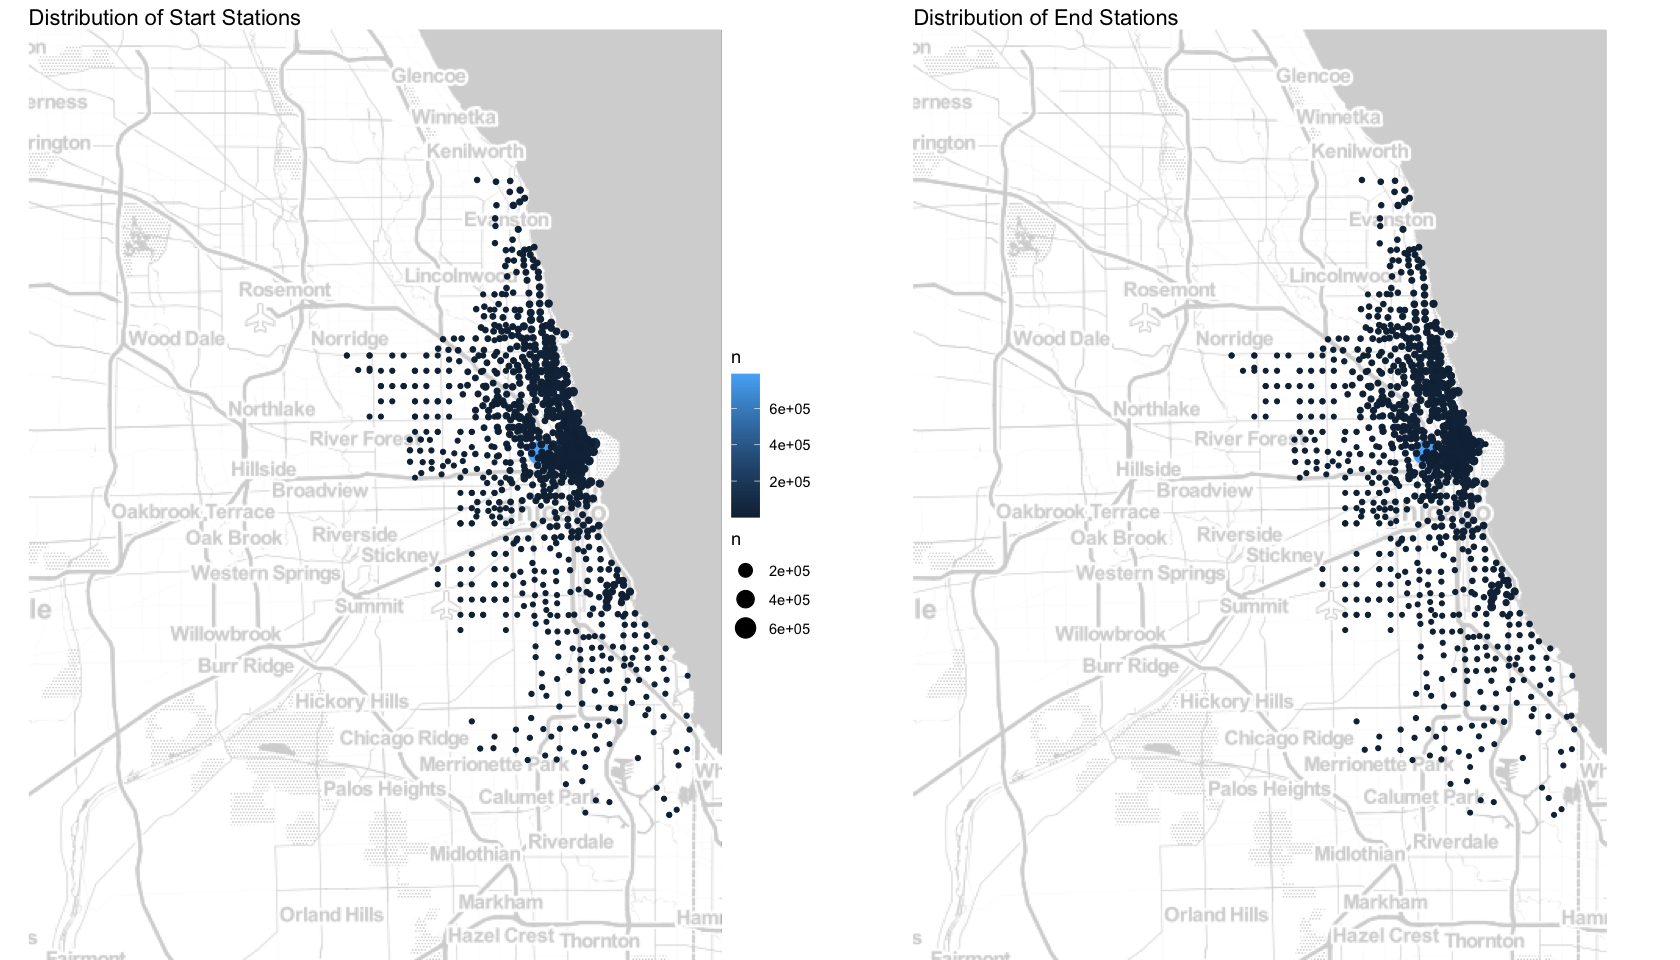 Distribution of Start Stations
on
Glencoe
erness
Winnetka
rington
Kenilworth
Evanston
Lincolnwoo
Rosemont
Wood Dale
Norridge
Northlake
River Forest
Hillside
Broadview
Oakbrook Terrace
Oak Brook
Riverside
Stickney
Western Springs
le
Summit
Willowbrook
Burr Ridge
Hickory Hills
Chicago Ridge
Merrionette Park
Wh
Palos Heights
Calumet Park
Riverdale
Midlothian
Markham
Orland Hills
Hamr
Hazel Crest
Thornton
s
Fairmont
n
6e+05
4e+05
2e+05
n
2e+05
4e+05
6e+05
Distribution of End Stations
on
Glencoe
erness
Winnetka
rington
Kenilworth
Evanston
Lincolnwoo
Rosemont
Wood Dale
Norridge
Northlake
River Forest
Hillside
Broadview
Oakbrook Terrace
Oak Brook
Riverside
Stickney
Western Springs
le
Summit
Willowbrook
Burr Ridge
Hickory Hills
Chicago Ridge
Merrionette Park
Wh
Palos Heights
Calumet Park
Riverdale
Midlothian
Markham
Orland Hills
Hamr
Hazel Crest
Thornton
s
Fairmont